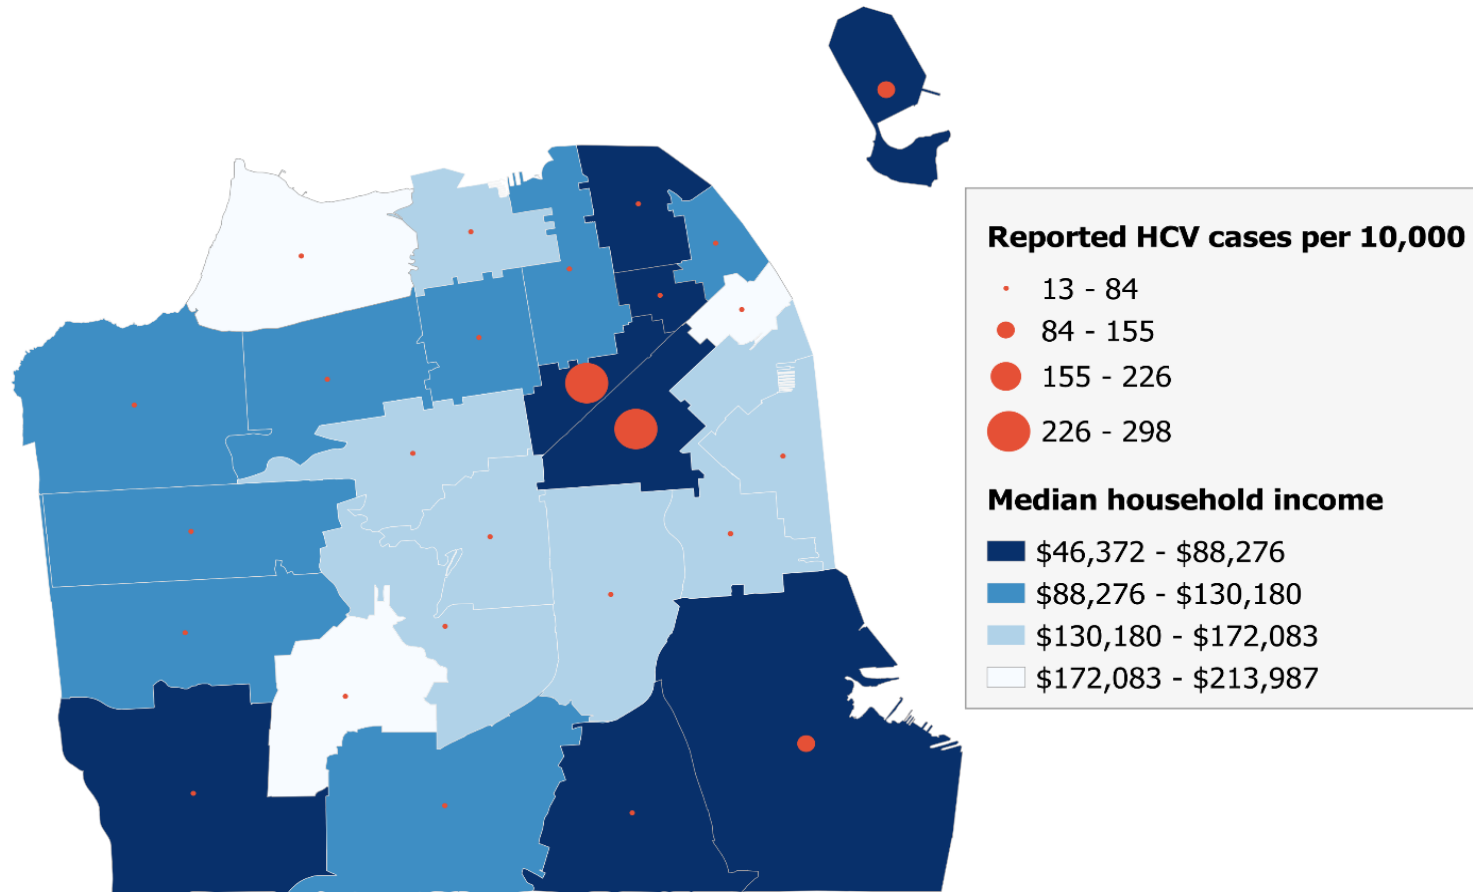 Reported HCV cases per 10,000
13 - 84
84 - 155
155 - 226
226 - 298
Median household income
$46,372 - $88,276
$88,276 - $130,180
$130,180 - $172,083
$172,083 - $213,987